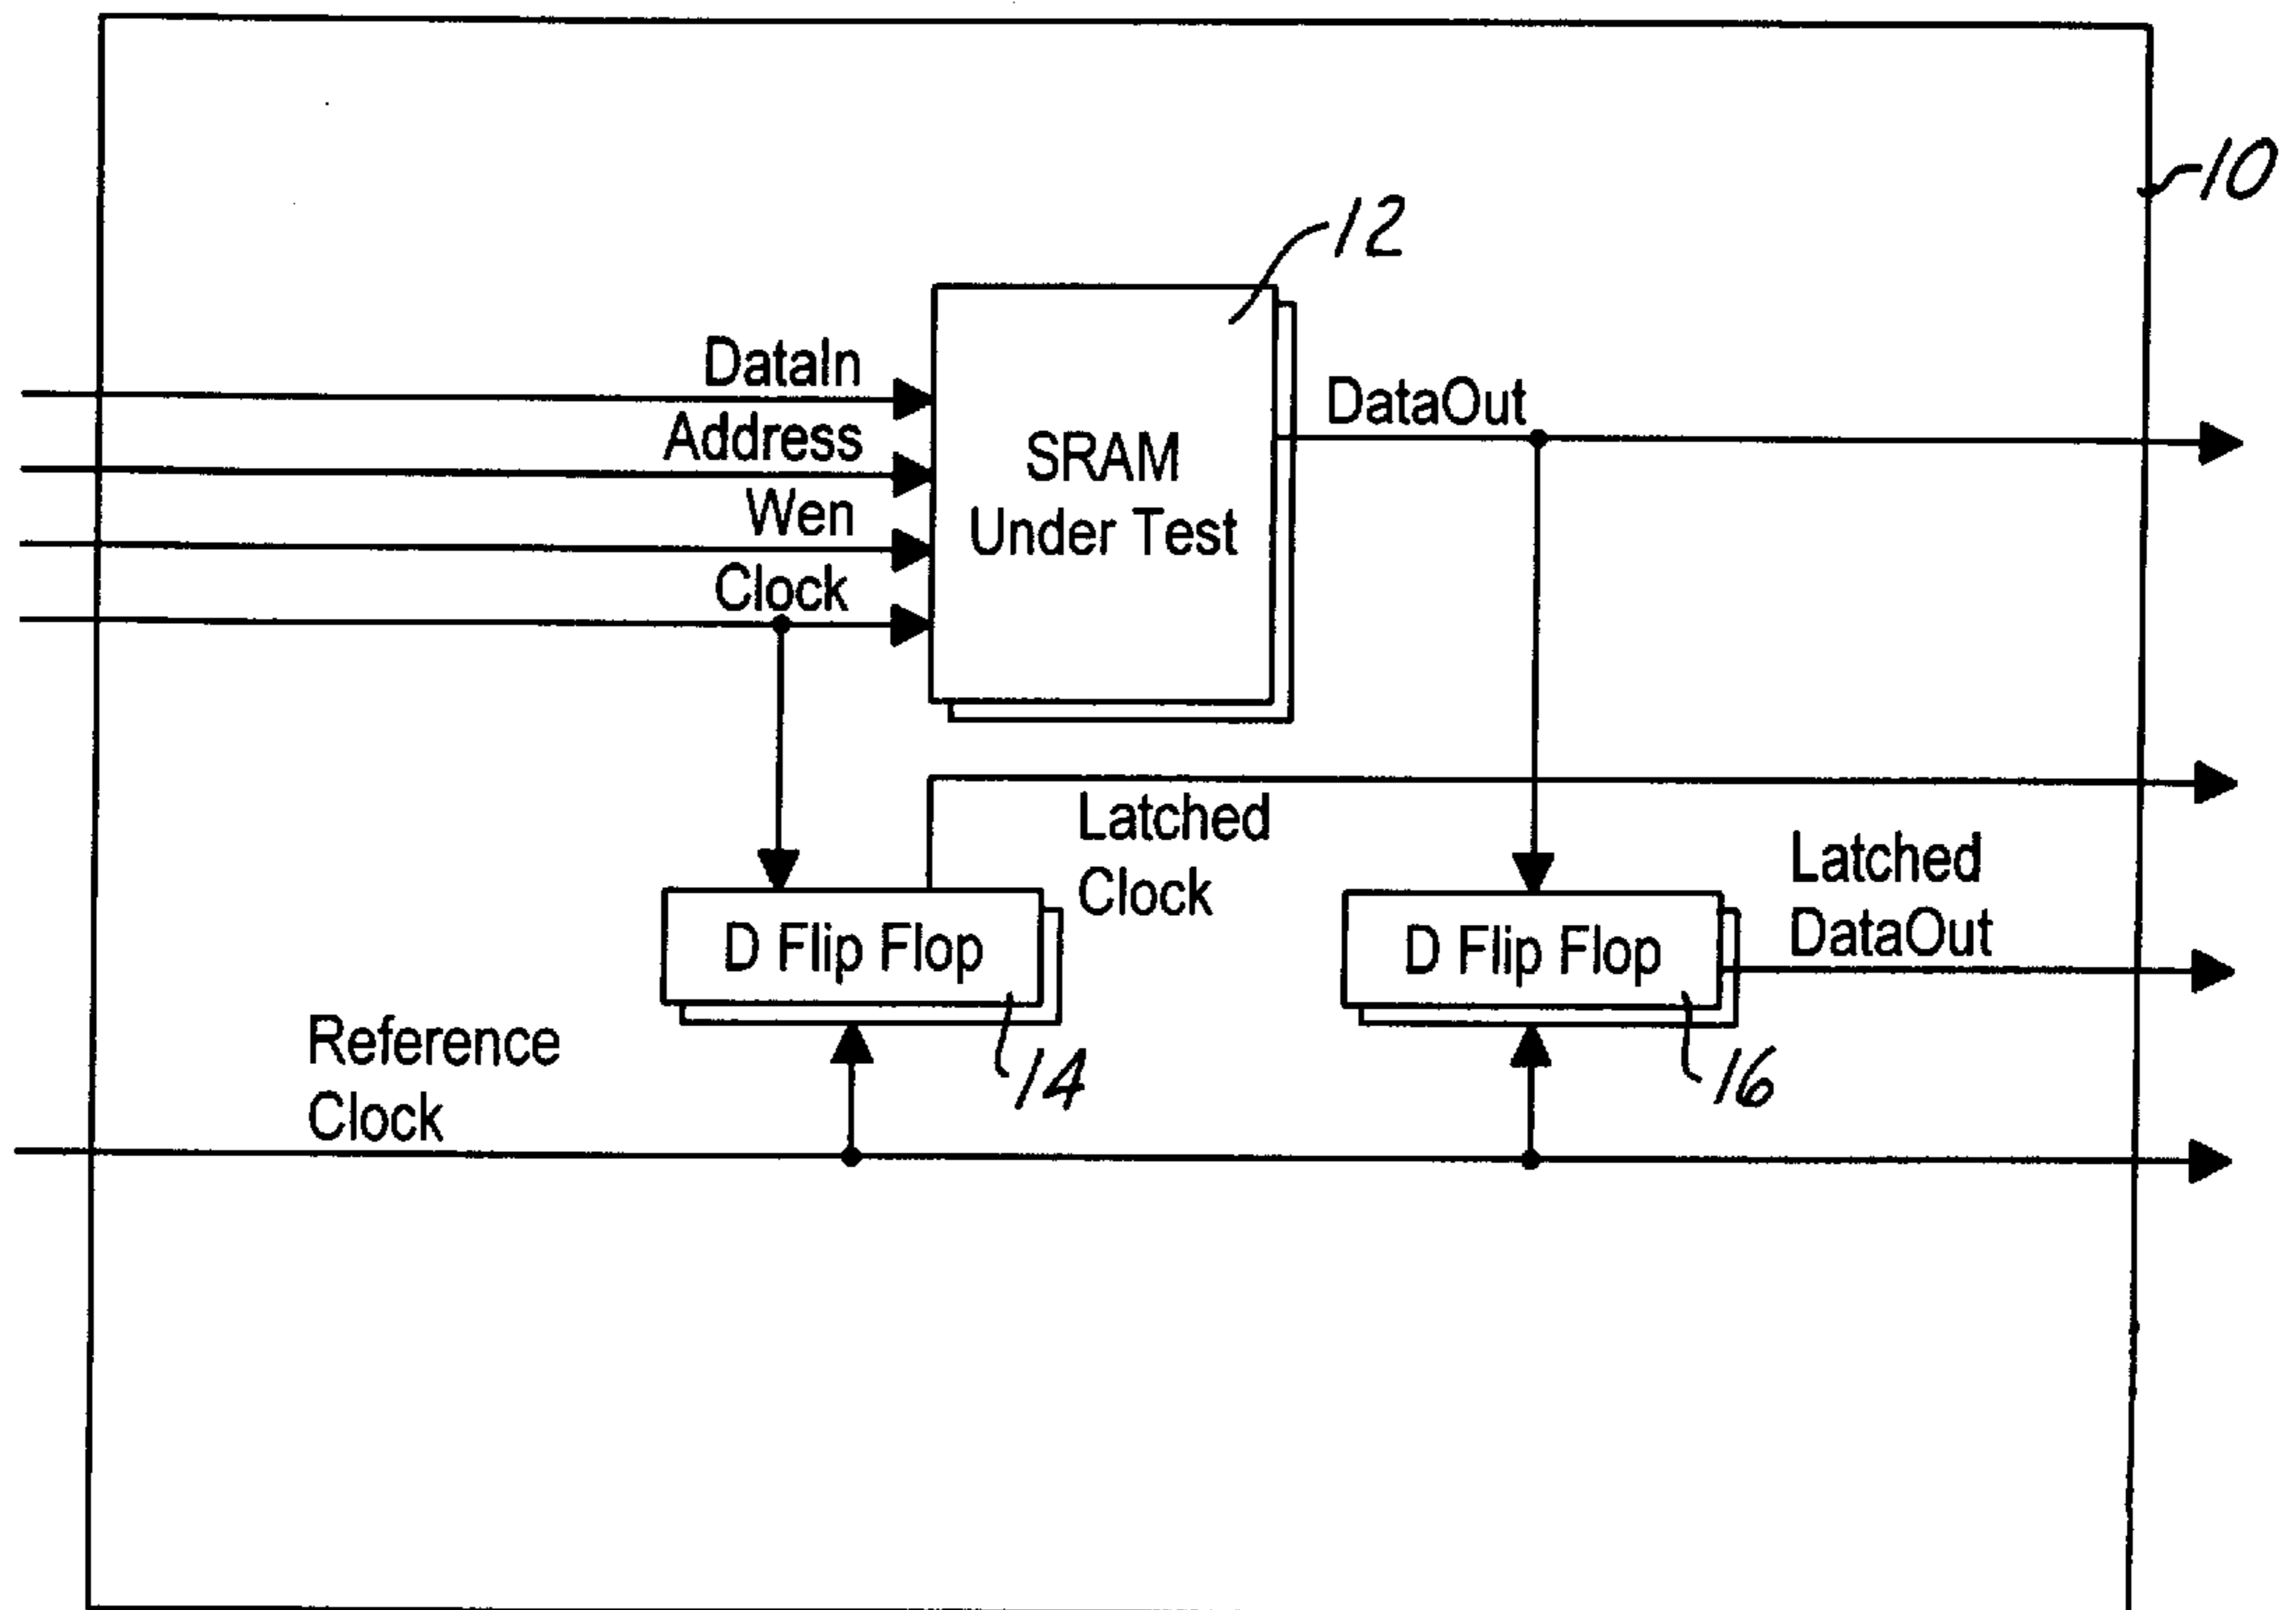 10
12
DataIn
Address
Wen
Clock
SRAM
Under Test
DataOut
Latched
Clock
Latched
DataOut
D Flip Flop
D Flip Flop
14
16
Reference
Clock